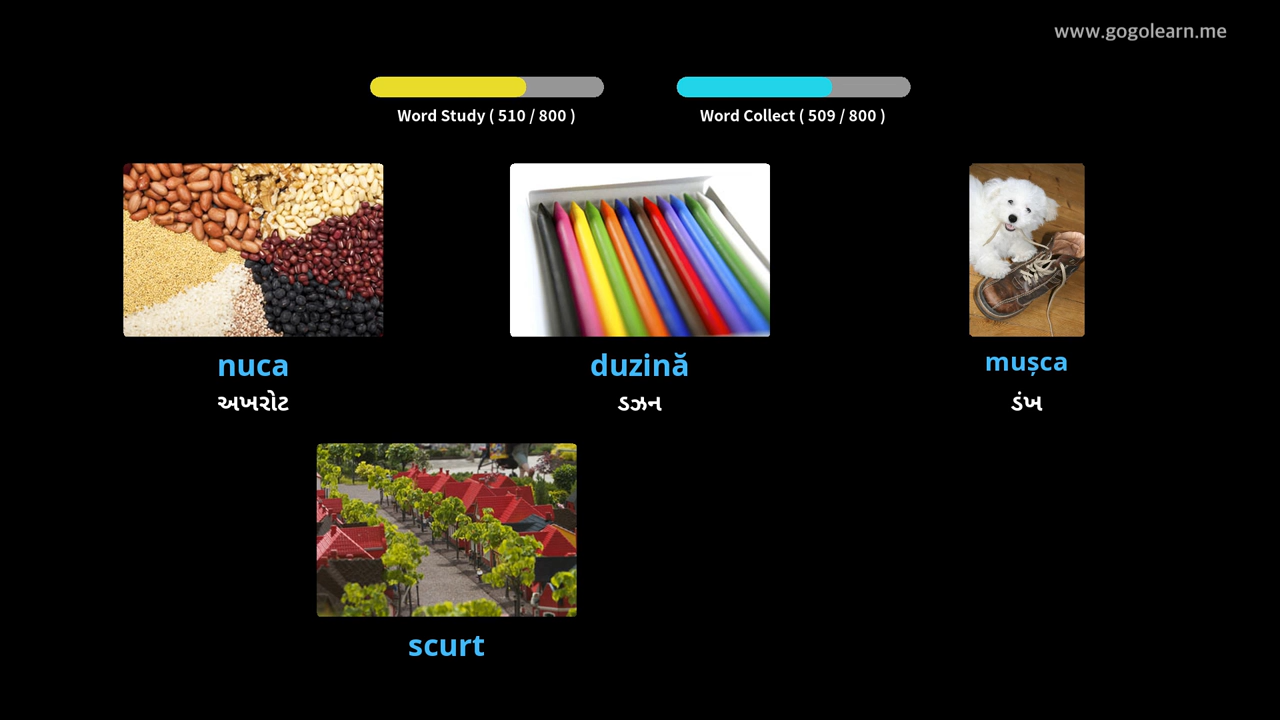 www.gogolearn.me
Word Study ( 510 / 800 )
Word Collect ( 509 / 800 )
nuca
અખરોટ
duzină
ડઝન
mușca
ડંખ
scurt